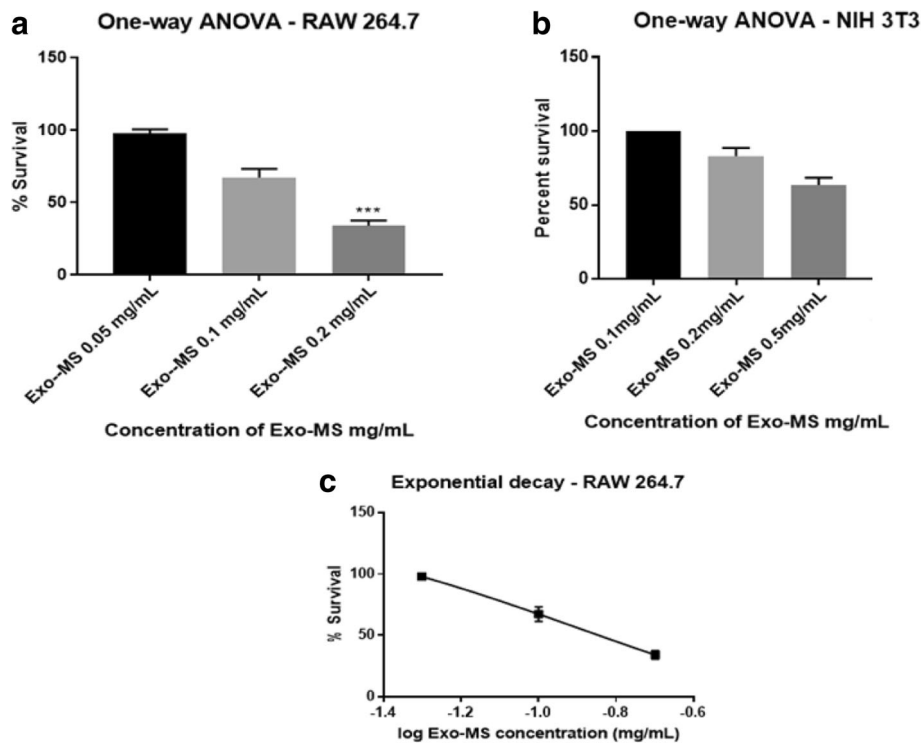 a
One-way ANOVA - RAW 264.7
% Survival
150
100
50
0
***
Exo--MS 0.05 mg/mL
Exo--MS 0.1 mg/mL
Exo--MS 0.2 mg/mL
Concentration of Exo-MS mg/mL
b
One-way ANOVA - NIH 3T3
Percent survival
150
100
50
0
Exo-MS 0.1mg/mL
Exo-MS 0.2mg/mL
Exo-MS 0.5mg/mL
Concentration of Exo-MS mg/mL
c
Exponential decay - RAW 264.7
% Survival
150
100
50
0
-1.4 -1.2 -1.0 -0.8 -0.6
log Exo-MS concentration (mg/mL)